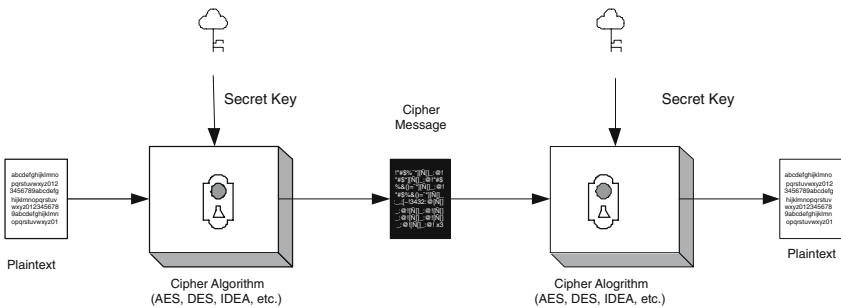 Secret Key
Secret Key
Cipher
Message
abcdefghijklmno
pqrstuvwxyz012
3456789abcdefg
hijklmnopqrstuv
wxyz012345678
9abcdefghijklmn
opqrstuvwxyz01
Plaintext
!"#$%¨*][Ñ[]_:@!
Cipher Algorithm
(AES, DES, IDEA, etc.)
Cipher Alogrithm
(AES, DES, IDEA, etc.)
abcdefghijklmno
pqrstuvwxyz012
3456789abcdefg
hijklmnopqrstuv
wxyz012345678
9abcdefghijklmn
opqrstuvwxyz01
Plaintext